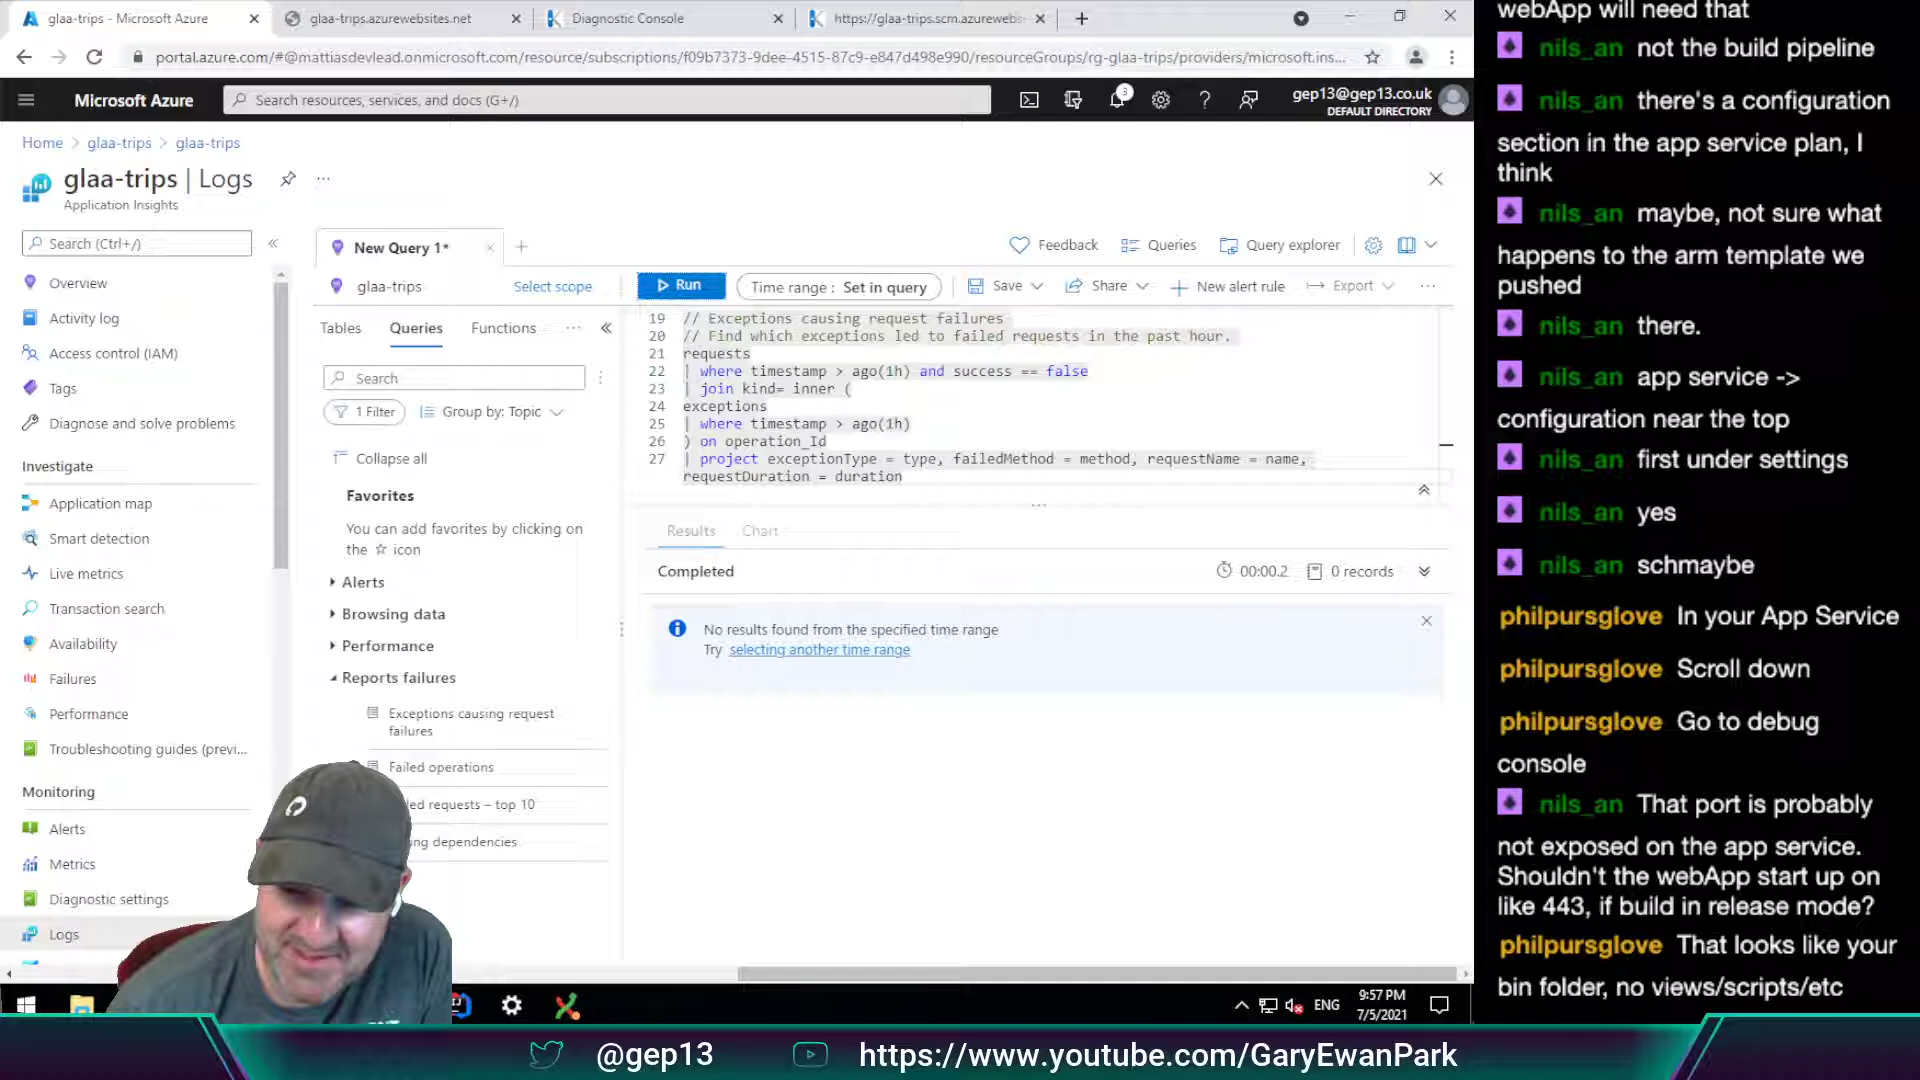 glaa-trips - Microsoft Azure
glaa-trips.azurewebsites.net
Diagnostic Console
https://glaa-trips.scm.azurewebs
portal.azure.com/#@mattiasdevlead.onmicrosoft.com/resource/subscriptions/f09b7373-9dee-4515-87c9-e847d498e990/resourceGroups/rg-glaa-trips/providers/microsoft.ins...
Microsoft Azure
Search resources, services, and docs (G+/)
3
gep13@gep13.co.uk
DEFAULT DIRECTORY
Home > glaa-trips > glaa-trips
glaa-trips | Logs
Application Insights
Search (Ctrl+/)
Overview
Activity log
Access control (IAM)
Tags
Diagnose and solve problems
Investigate
Application map
Smart detection
Live metrics
Transaction search
Availability
Failures
Performance
Troubleshooting guides (previ...
Monitoring
Alerts
Metrics
Diagnostic settings
Logs
New Query 1*
Feedback
Queries
Query explorer
glaa-trips
Select scope
Run
Time range : Set in query
Save
Share
New alert rule
Export
Tables
Queries
Functions
Search
1 Filter
Group by: Topic
Collapse all
Favorites
You can add favorites by clicking on
the ☆ icon
Alerts
Browsing data
Performance
Reports failures
Exceptions causing request
failures
Failed operations
ed requests – top 10
ng dependencies
19 // Exceptions causing request failures
20 // Find which exceptions led to failed requests in the past hour.
21 requests
22 | where timestamp > ago(1h) and success == false
23 | join kind= inner (
24 exceptions
25 | where timestamp > ago(1h)
26 ) on operation_Id
27 | project exceptionType = type, failedMethod = method, requestName = name,
requestDuration = duration
Results
Chart
Completed
00:00.2
0 records
No results found from the specified time range
Try selecting another time range
ENG
9:57 PM
7/5/2021
webApp will need that
nils_an not the build pipeline
nils_an there's a configuration
section in the app service plan, I
think
nils_an maybe, not sure what
happens to the arm template we
pushed
nils_an there.
nils_an app service ->
configuration near the top
nils_an first under settings
nils_an yes
nils_an schmaybe
philpursglove In your App Service
philpursglove Scroll down
philpursglove Go to debug
console
nils_an That port is probably
not exposed on the app service.
Shouldn't the webApp start up on
like 443, if build in release mode?
philpursglove That looks like your
bin folder, no views/scripts/etc
@gep13
https://www.youtube.com/GaryEwanPark